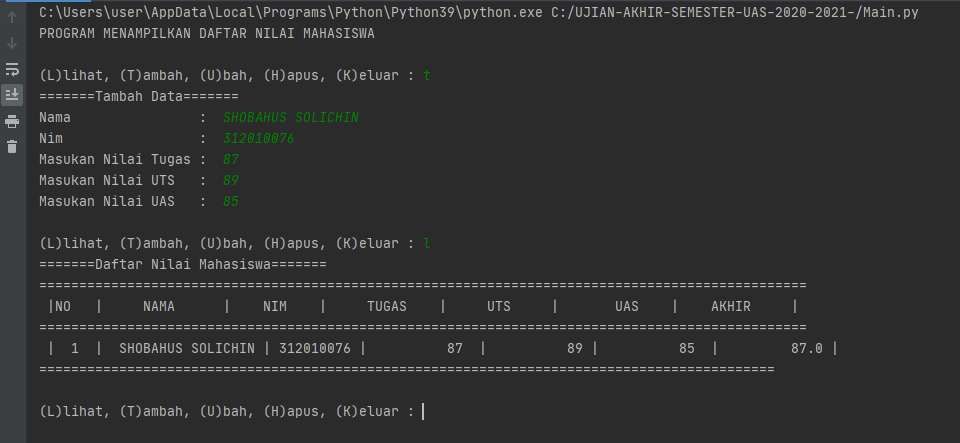 C:\Users\user\AppData\Local\Programs\Python\Python39\python.exe C:/UJIAN-AKHIR-SEMESTER-UAS-2020-2021-/Main.py
PROGRAM MENAMPILKAN DAFTAR NILAI MAHASISWA
(L)lihat, (T)ambah, (U)bah, (H)apus, (K)eluar : t
=======Tambah Data=======
Nama                :  SHOBAHUS SOLICHIN
Nim                 :  312010076
Masukan Nilai Tugas :  87
Masukan Nilai UTS   :  89
Masukan Nilai UAS   :  85
(L)lihat, (T)ambah, (U)bah, (H)apus, (K)eluar : l
=======Daftar Nilai Mahasiswa=======
================================================================================================
 |NO   |     NAMA      |    NIM    |     TUGAS    |     UTS     |       UAS    |    AKHIR     |
================================================================================================
 |  1  |  SHOBAHUS SOLICHIN | 312010076 |          87  |          89 |          85  |         87.0 |
============================================================================================
(L)lihat, (T)ambah, (U)bah, (H)apus, (K)eluar :